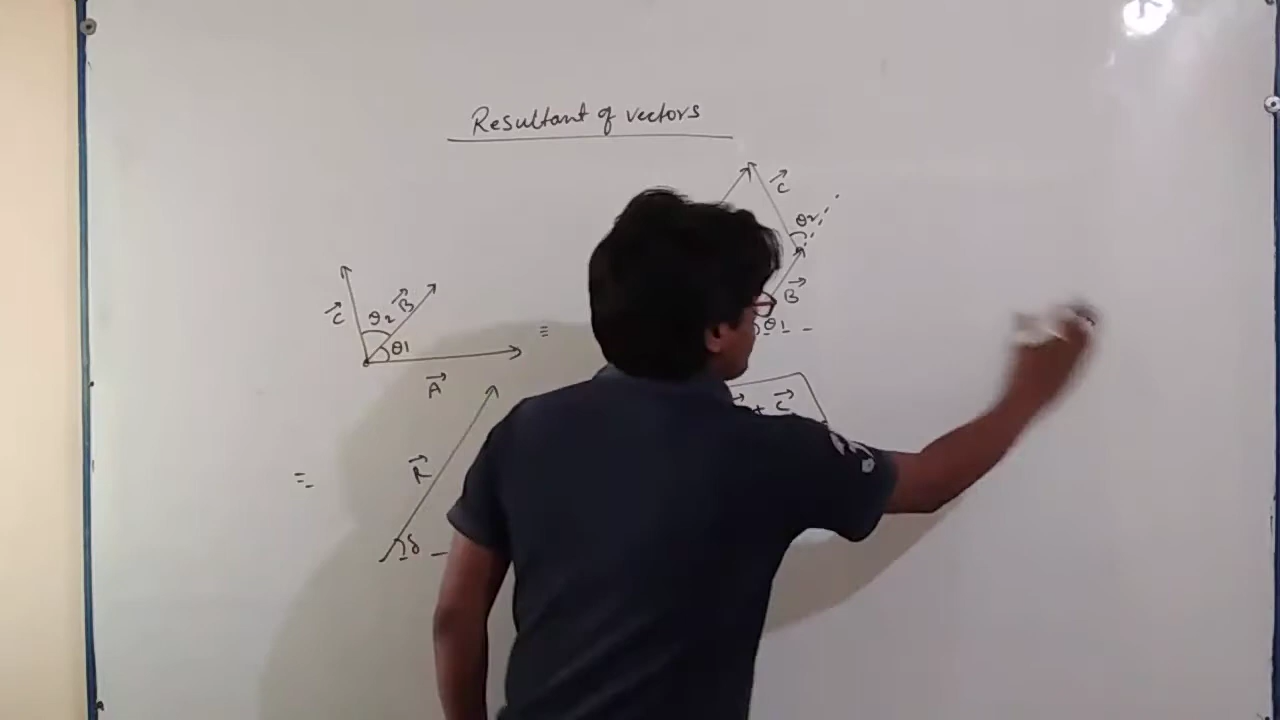 Resultant of vectors
C
θ2
B
θ1
A
≡
C
θ2
B
θ1
+ C
≡
R
δ